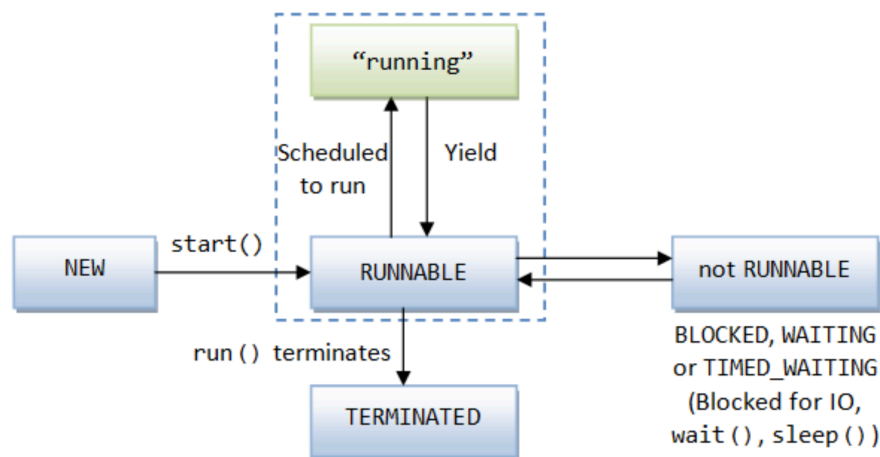 “running”
Scheduled
to run
Yield
NEW
start()
RUNNABLE
not RUNNABLE
BLOCKED, WAITING
or TIMED_WAITING
(Blocked for IO,
wait(), sleep())
run() terminates
TERMINATED